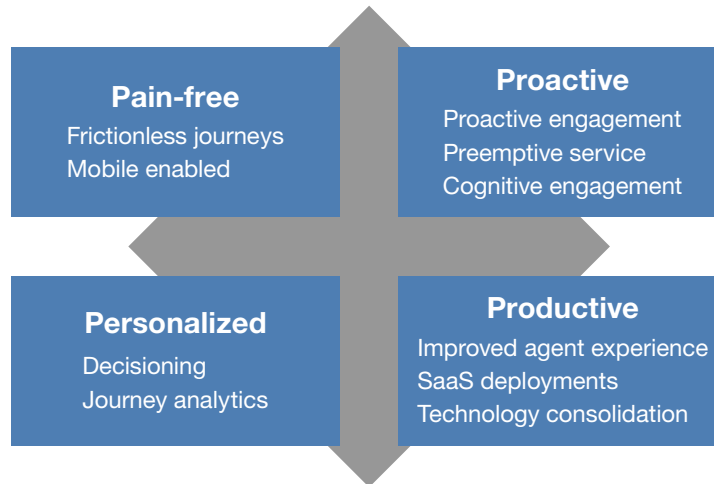 Pain-free
Frictionless journeys
Mobile enabled
Proactive
Proactive engagement
Preemptive service
Cognitive engagement
Personalized
Decisioning
Journey analytics
Productive
Improved agent experience
SaaS deployments
Technology consolidation